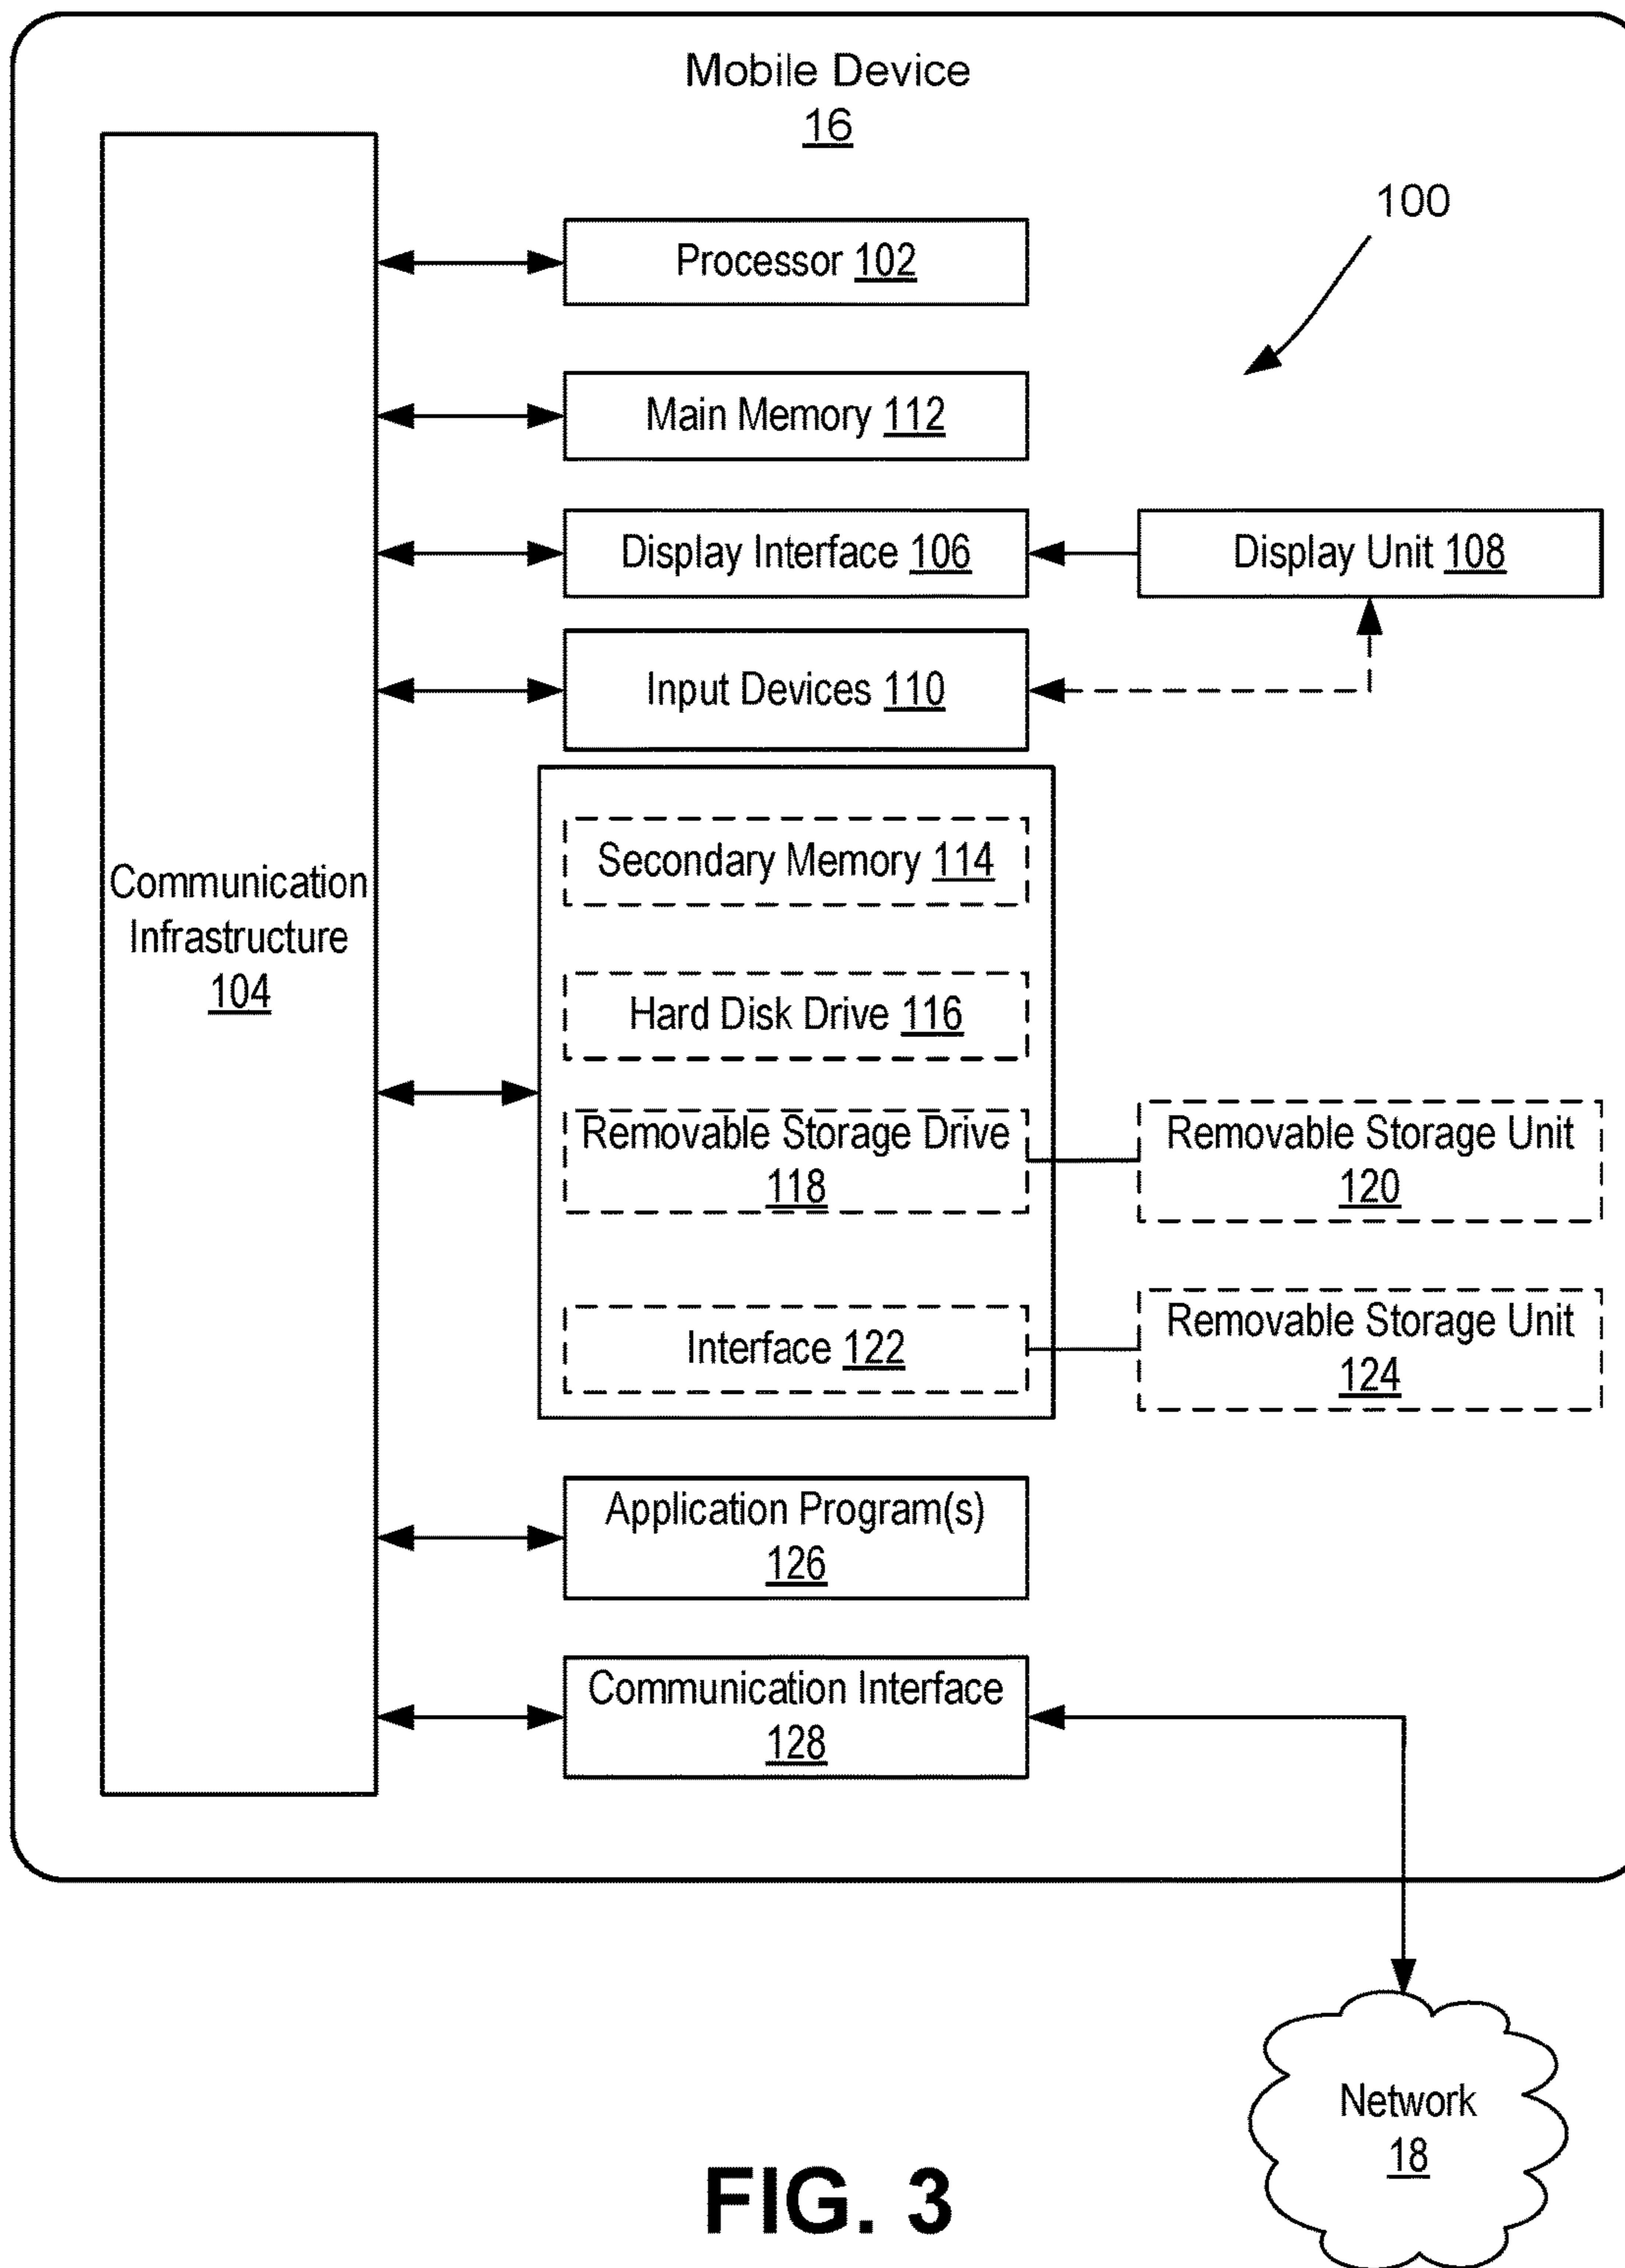 Mobile Device
16
100
Processor 102
Main Memory 112
Display Interface 106
Display Unit 108
Input Devices 110
Communication
Infrastructure
104
Secondary Memory 114
Hard Disk Drive 116
Removable Storage Drive
118
Removable Storage Unit
120
Interface 122
Removable Storage Unit
124
Application Program(s)
126
Communication Interface
128
Network
18
FIG. 3